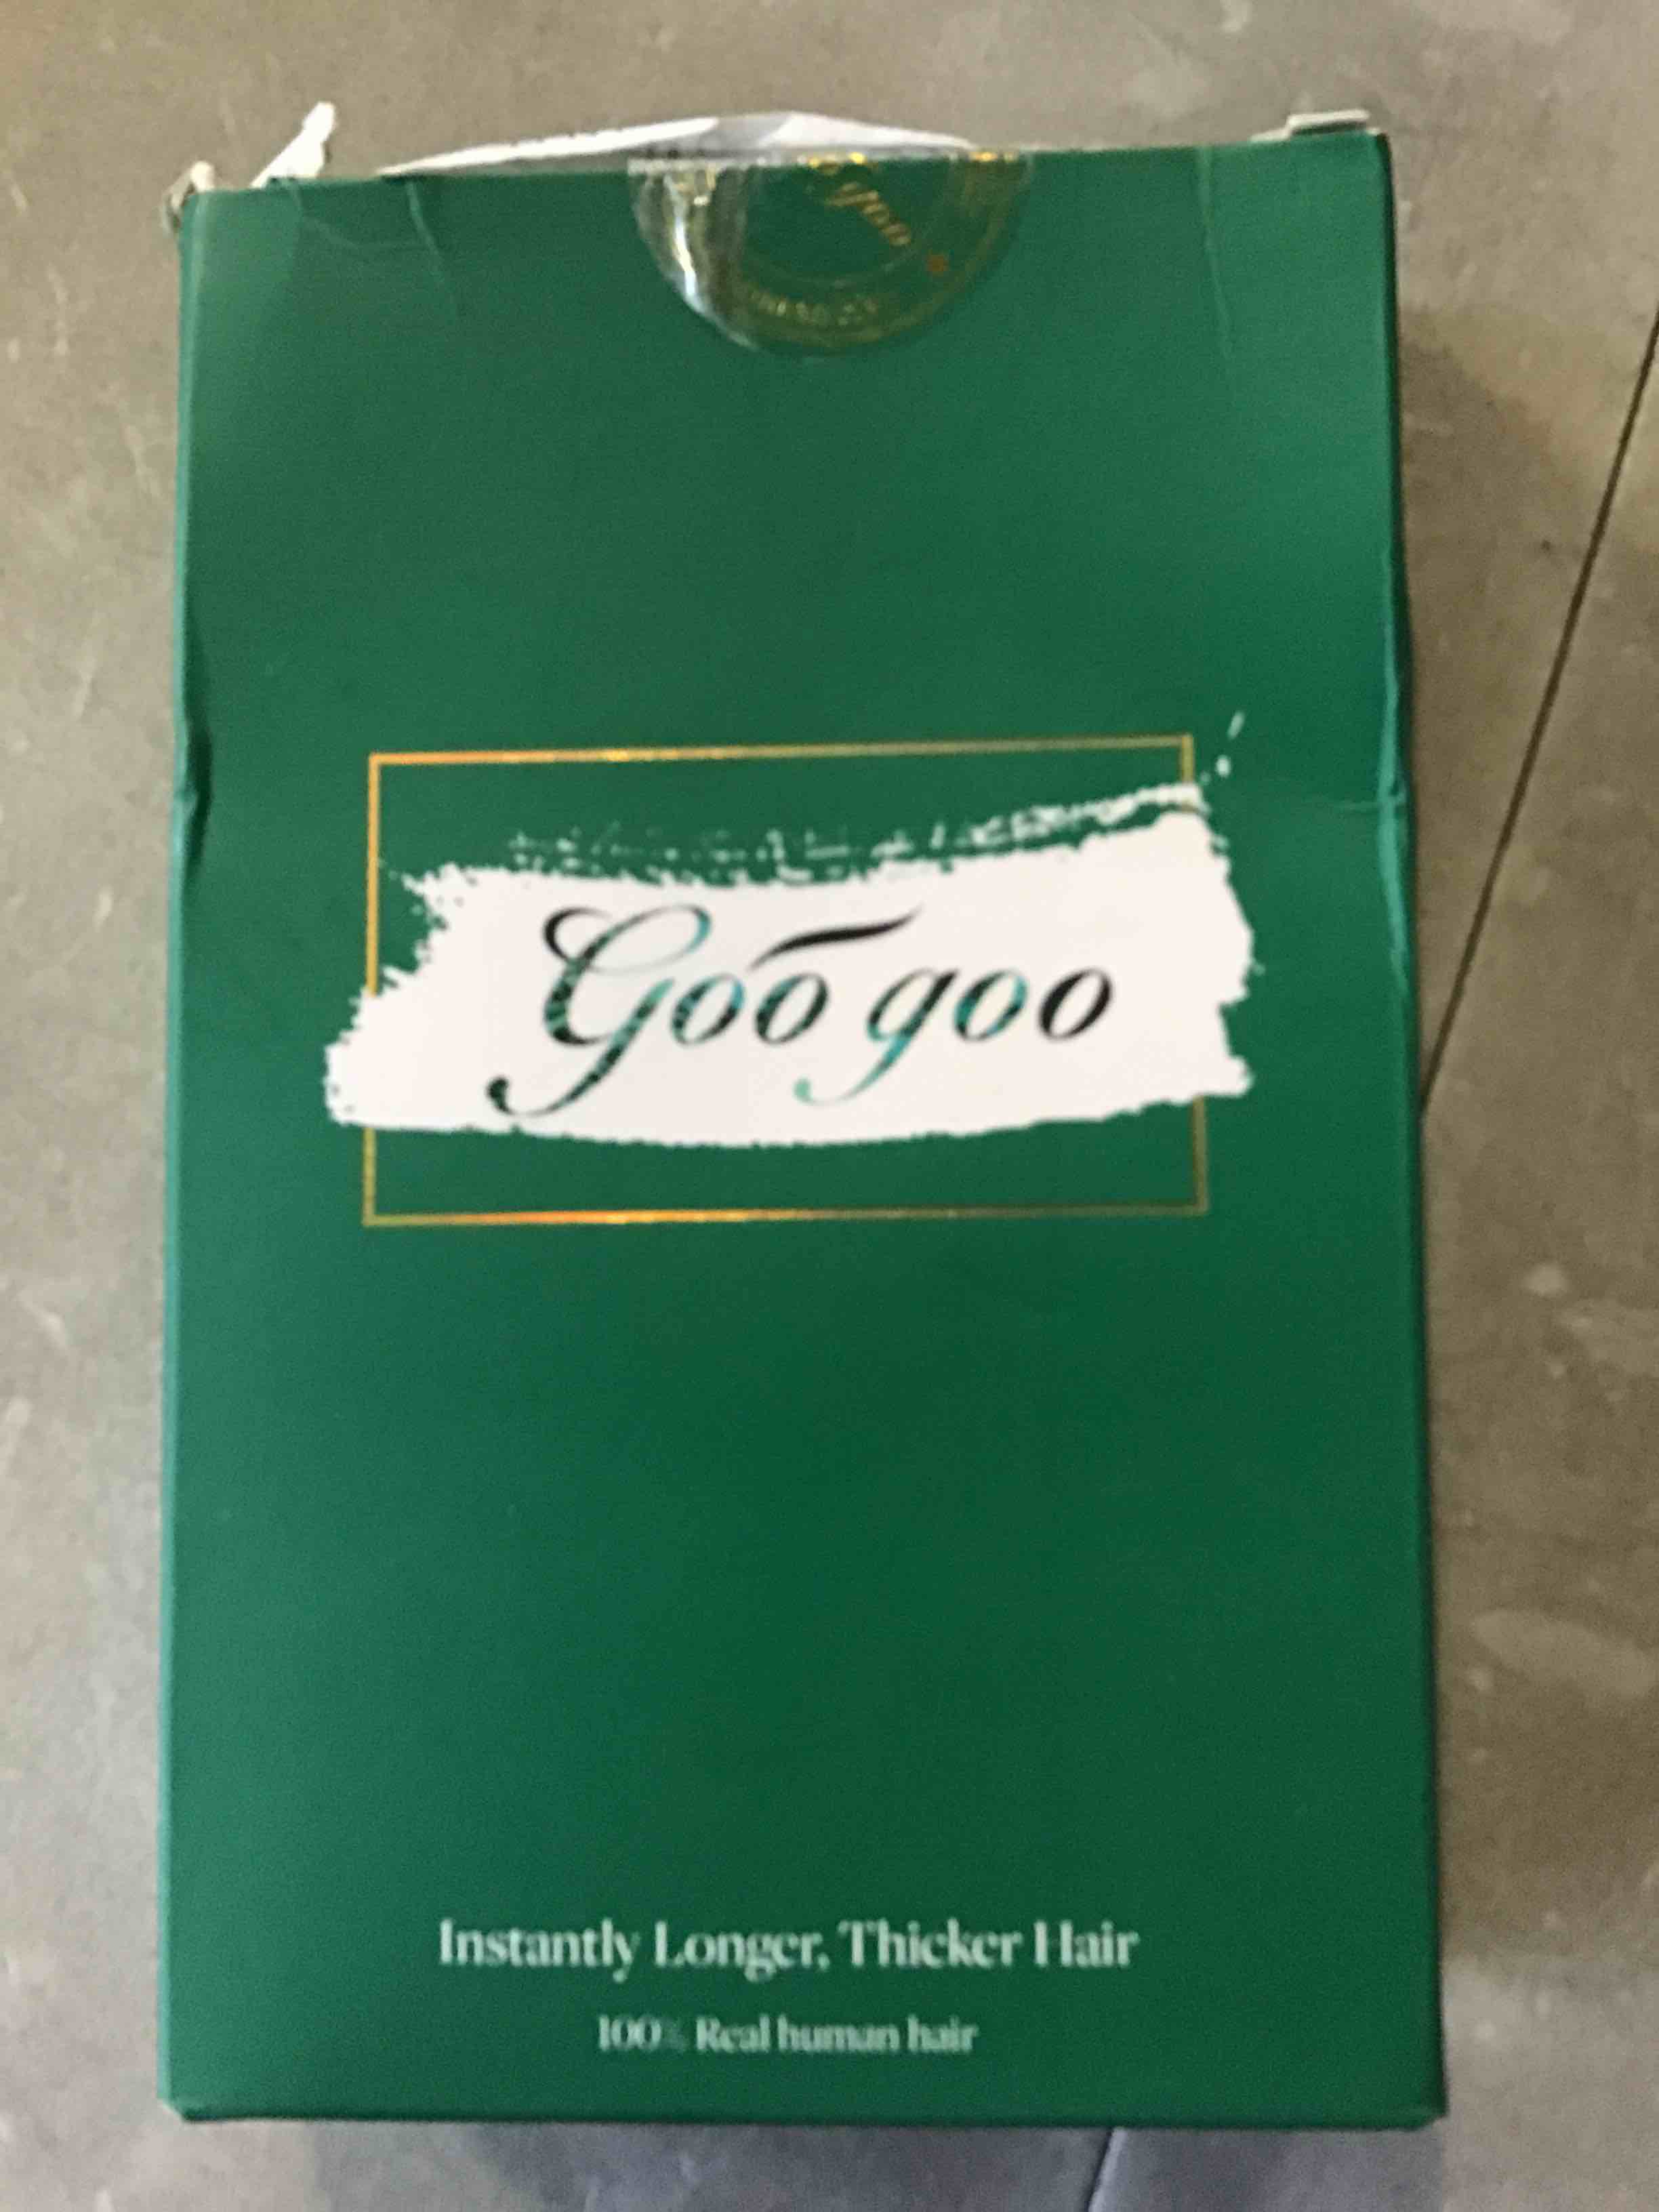 Goo goo
Instantly Longer, Thicker Hair
100% Real human hair